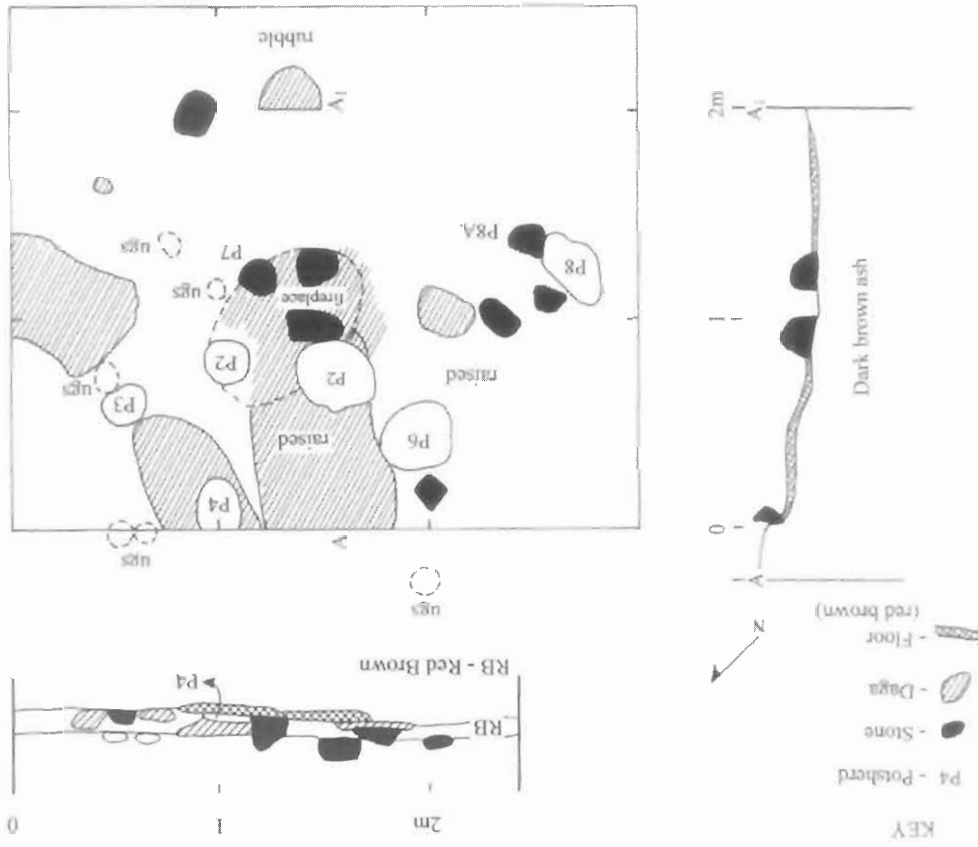 KEY
P4 - Potsherd
- Stone
- Daga
- Floor
(red brown)
N
2m
1
0
RB
P4
RB - Red Brown
A
0
1
2m
A1
Dark brown ash
ugs
ugs
A
P4
P6
raised
P3
ugs
P2
P2
raised
fireplace
ugs
P8
P7
ugs
P8A
A1
rubble